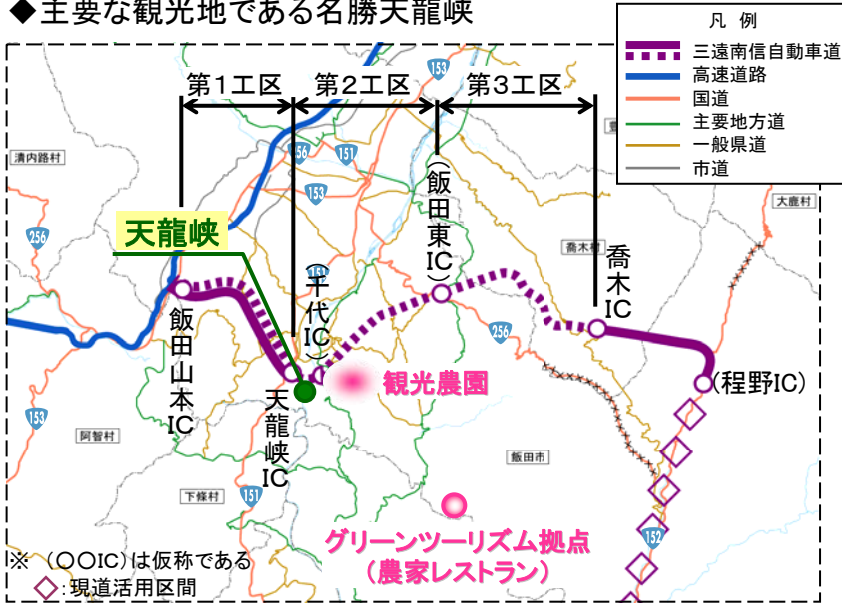 ◆主要な観光地である名勝天龍峡
凡 例
三遠南信自動車道
高速道路
国道
主要地方道
一般県道
市道
第1工区
第2工区
第3工区
153
清内路村
256
151
153
大鹿村
256
天龍峡
(飯田東IC)
喬木村
喬木IC
(千代IC)
256
飯田山本IC
天龍峡IC
観光農園
(程野IC)
153
阿智村
飯田市
下條村
151
152
グリーンツーリズム拠点
(農家レストラン)
※ (〇〇IC)は仮称である
◇:現道活用区間